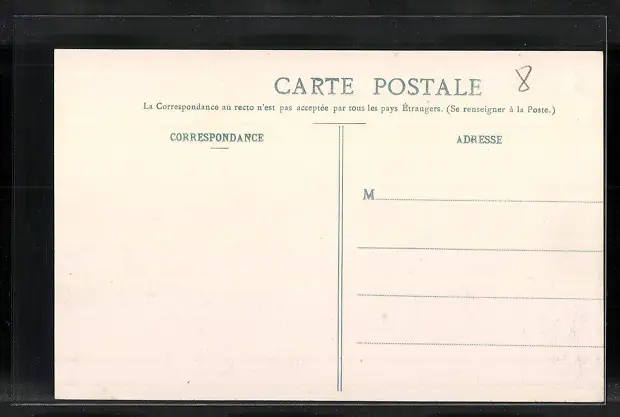 CARTE POSTALE 8
La Correspondance au recto n'est pas acceptée par tous les pays Étrangers. (Se renseigner à la Poste.)
CORRESPONDANCE
ADRESSE
M